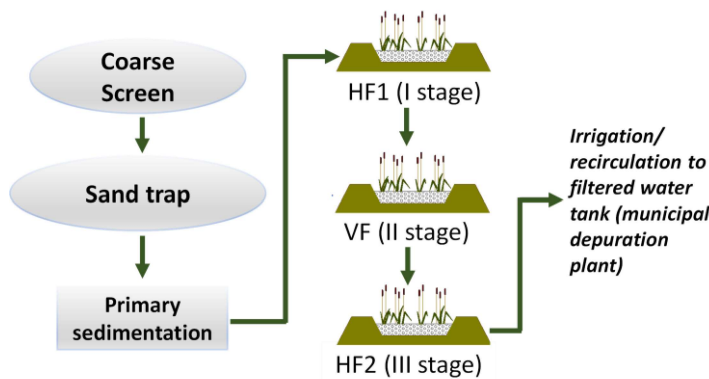 Coarse
Screen
Sand trap
Primary
sedimentation
HF1 (I stage)
VF (II stage)
HF2 (III stage)
Irrigation/
recirculation to
filtered water
tank (municipal
depuration
plant)